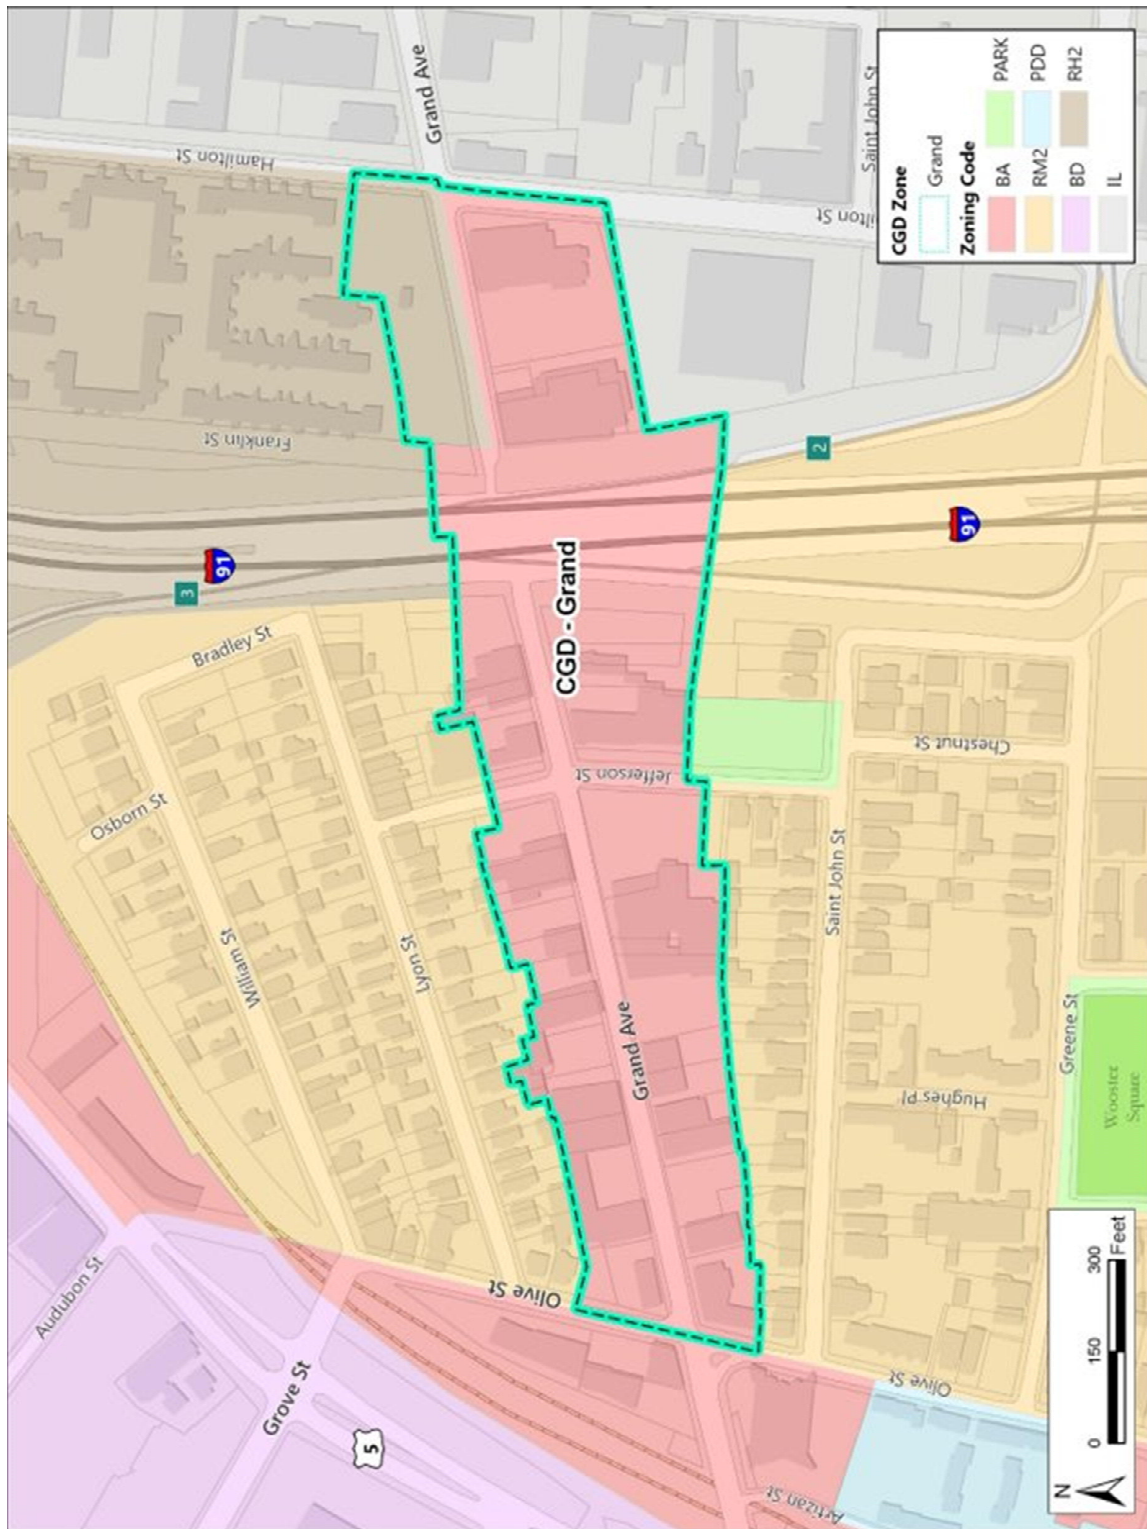 Hamilton St
Grand Ave
Saint John St
ilton St
Franklin St
2
3
91
91
CGD - Grand
Bradley St
Osborn St
William St
Lyon St
Jefferson St
Chestnut St
Saint John St
Grand Ave
Greene St
Hughes Pl
Wooster
Square
Audubon St
Olive St
Grove St
5
Olive St
Artizan St
CGD Zone
Grand
Zoning Code
BA
PARK
RM2
PDD
BD
RH2
IL
N
0 150 300
Feet